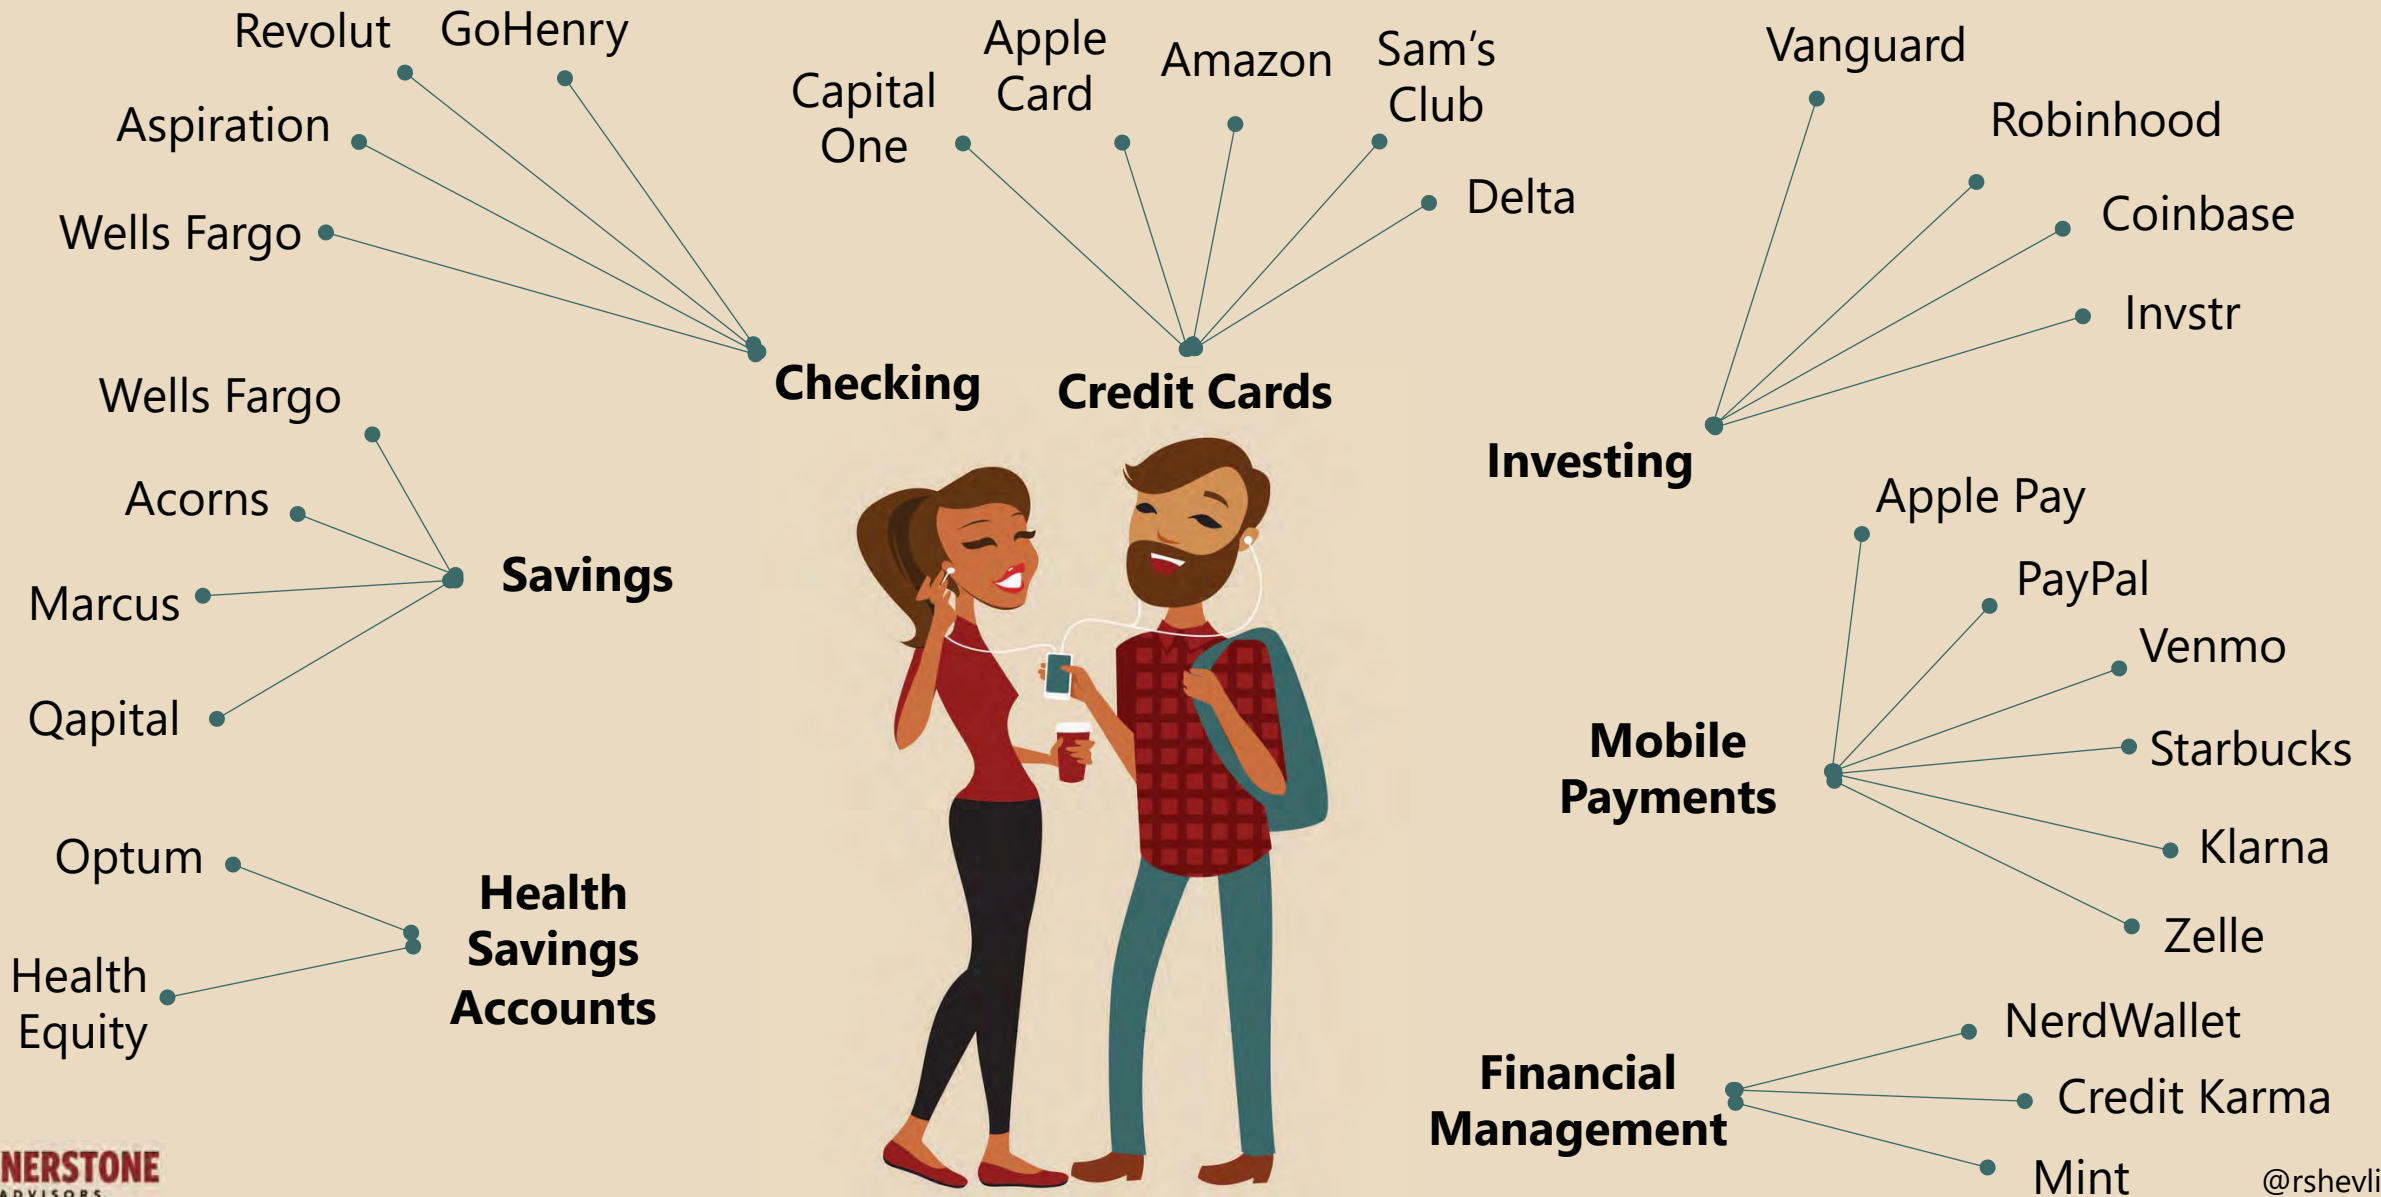 Revolut
GoHenry
Aspiration
Wells Fargo
Checking
Capital
One
Apple
Card
Amazon
Sam's
Club
Delta
Credit Cards
Vanguard
Robinhood
Coinbase
Invstr
Investing
Wells Fargo
Acorns
Marcus
Qapital
Savings
Apple Pay
PayPal
Venmo
Starbucks
Klarna
Zelle
Mobile
Payments
Optum
Health
Equity
Health
Savings
Accounts
NerdWallet
Credit Karma
Mint
Financial
Management
NERSTONE
ADVISORS
@rshevli